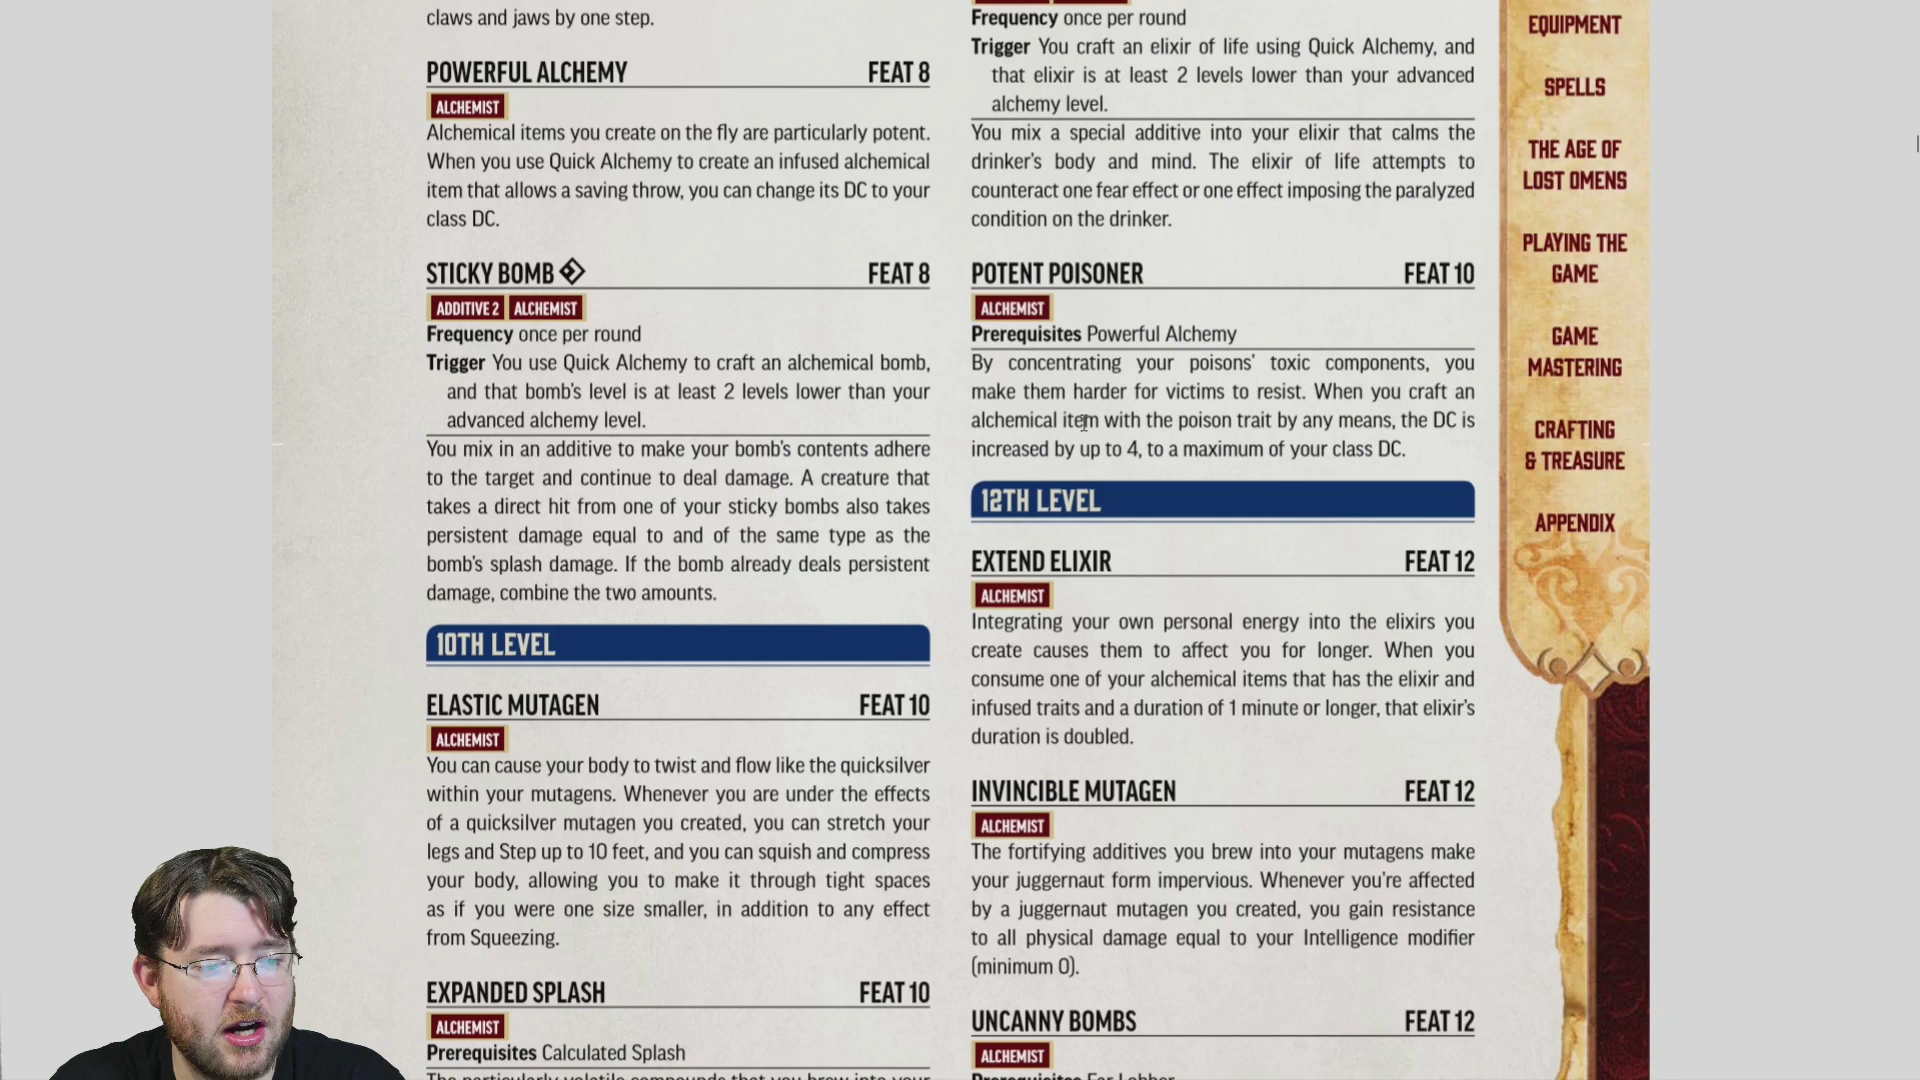 claws and jaws by one step.
POWERFUL ALCHEMY FEAT 8
ALCHEMIST
Alchemical items you create on the fly are particularly potent.
When you use Quick Alchemy to create an infused alchemical
item that allows a saving throw, you can change its DC to your
class DC.
STICKY BOMB FEAT 8
ADDITIVE 2 ALCHEMIST
Frequency once per round
Trigger You use Quick Alchemy to craft an alchemical bomb,
and that bomb's level is at least 2 levels lower than your
advanced alchemy level.
You mix in an additive to make your bomb's contents adhere
to the target and continue to deal damage. A creature that
takes a direct hit from one of your sticky bombs also takes
persistent damage equal to and of the same type as the
bomb's splash damage. If the bomb already deals persistent
damage, combine the two amounts.
10TH LEVEL
ELASTIC MUTAGEN FEAT 10
ALCHEMIST
You can cause your body to twist and flow like the quicksilver
within your mutagens. Whenever you are under the effects
of a quicksilver mutagen you created, you can stretch your
legs and Step up to 10 feet, and you can squish and compress
your body, allowing you to make it through tight spaces
as if you were one size smaller, in addition to any effect
from Squeezing.
EXPANDED SPLASH FEAT 10
ALCHEMIST
Prerequisites Calculated Splash
The particularly volatile compounds that you brew into your
Frequency once per round
Trigger You craft an elixir of life using Quick Alchemy, and
that elixir is at least 2 levels lower than your advanced
alchemy level.
You mix a special additive into your elixir that calms the
drinker's body and mind. The elixir of life attempts to
counteract one fear effect or one effect imposing the paralyzed
condition on the drinker.
POTENT POISONER FEAT 10
ALCHEMIST
Prerequisites Powerful Alchemy
By concentrating your poisons' toxic components, you
make them harder for victims to resist. When you craft an
alchemical item with the poison trait by any means, the DC is
increased by up to 4, to a maximum of your class DC.
12TH LEVEL
EXTEND ELIXIR FEAT 12
ALCHEMIST
Integrating your own personal energy into the elixirs you
create causes them to affect you for longer. When you
consume one of your alchemical items that has the elixir and
infused traits and a duration of 1 minute or longer, that elixir's
duration is doubled.
INVINCIBLE MUTAGEN FEAT 12
ALCHEMIST
The fortifying additives you brew into your mutagens make
your juggernaut form impervious. Whenever you're affected
by a juggernaut mutagen you created, you gain resistance
to all physical damage equal to your Intelligence modifier
(minimum 0).
UNCANNY BOMBS FEAT 12
ALCHEMIST
Prerequisites Far Lobber
EQUIPMENT
SPELLS
THE AGE OF
LOST OMENS
PLAYING THE
GAME
GAME
MASTERING
CRAFTING
& TREASURE
APPENDIX